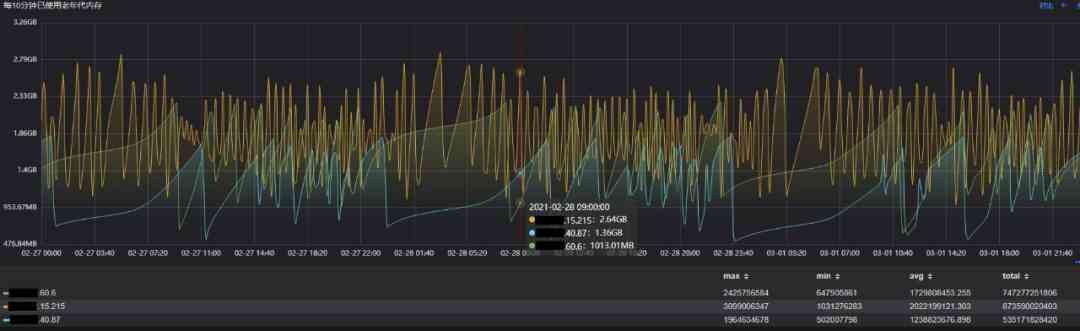 每10分钟已使用老年代内存
对比
3.26GB
2.79GB
2.33GB
1.86GB
1.4GB
953.67MB
476.84MB
02-27 00:00 02-27 03:40 02-27 07:20 02-27 11:00 02-27 14:40 02-27 18:20 02-27 22:00 02-28 01:40 02-28 05:20 02-28 20:00 02-28 23:40 03-01 03:20 03-01 07:00 03-01 10:40 03-01 14:20 03-01 18:00 03-01 21:40
2021-02-28 09:00:00
.15.215: 2.64GB
.40.87: 1.36GB
.60.6: 1013.01MB
max min avg total
.60.6 2425756584 647905861 1729808453.255 747277251806
.15.215 3099006347 1031276283 2022199121.303 873590020403
.40.87 1964634678 502007798 1238823676.898 535171828420